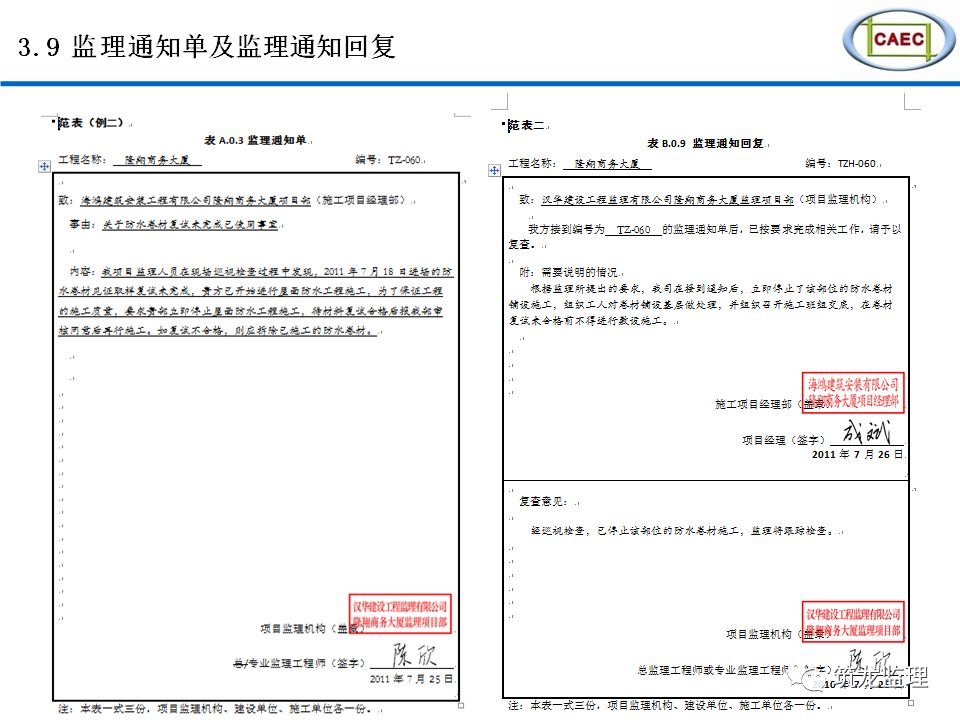 3.9 监理通知单及监理通知回复
CAEC
范表（例二）
表 A.0.3 监理通知单
工程名称： 隆翔商务大厦
编号：TZ-060
致：海鸿建筑安装工程有限公司隆翔商务大厦项目部（施工项目经理部）
事由：关于防水卷材复试未完成已使用事宜
内容：我项目监理人员在现场巡视检查过程中发现，2011 年 7 月 18 日进场的防
水卷材见证取样复试未完成，贵方已开始进行屋面防水工程施工，为了保证工程
的施工质量，要求贵部立即停止屋面防水工程施工，待材料复试合格后报我部审
核同意后再行施工。如复试不合格，则应拆除已施工的防水卷材。
汉华建设工程监理有限公司
隆翔商务大厦监理项目部
项目监理机构（盖章）
总/专业监理工程师（签字） 陈欣
2011 年 7 月 25 日
注：本表一式三份，项目监理机构、建设单位、施工单位各一份。
范表二
表 B.0.9 监理通知回复
工程名称： 隆翔商务大厦
编号：TZH-060
致：汉华建设工程监理有限公司隆翔商务大厦监理项目部（项目监理机构）
我方接到编号为 TZ-060 的监理通知单后，已按要求完成相关工作，请予以
复查。
附：需要说明的情况
根据监理所提出的要求，我司在接到通知后，立即停止了该部位的防水卷材
铺设施工，组织工人对卷材铺设基层做处理，并组织召开施工班组交底，在卷材
复试未合格前不得进行敷设施工。
海鸿建筑安装有限公司
隆翔商务大厦项目经理部
施工项目经理部（盖章）
项目经理（签字） 成斌
2011 年 7 月 26 日
复查意见：
经巡视检查，已停止该部位的防水卷材施工，监理将跟踪检查。
汉华建设工程监理有限公司
隆翔商务大厦监理项目部
项目监理机构（盖章）
总监理工程师或专业监理工程师（签字） 陈欣
筑龙监理
注：本表一式三份，项目监理机构、建设单位、施工单位各一份。